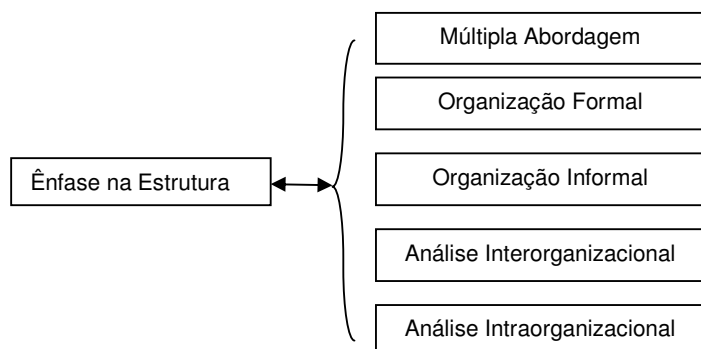 Múltipla Abordagem
Organização Formal
Ênfase na Estrutura
Organização Informal
Análise Interorganizacional
Análise Intraorganizacional